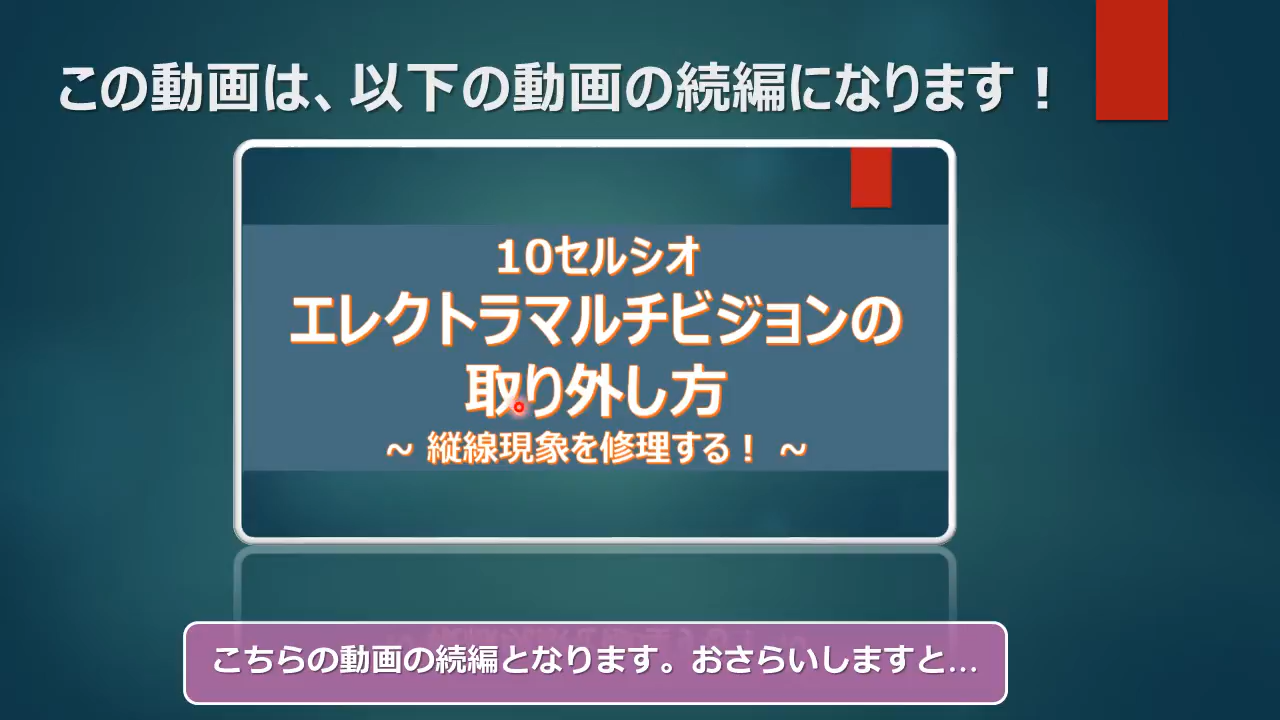 この動画は、以下の動画の続編になります！
10セルシオ
エレクトラマルチビジョンの
取り外し方
~ 縦線現象を修理する！ ~
こちらの動画の続編となります。おさらいしますと…